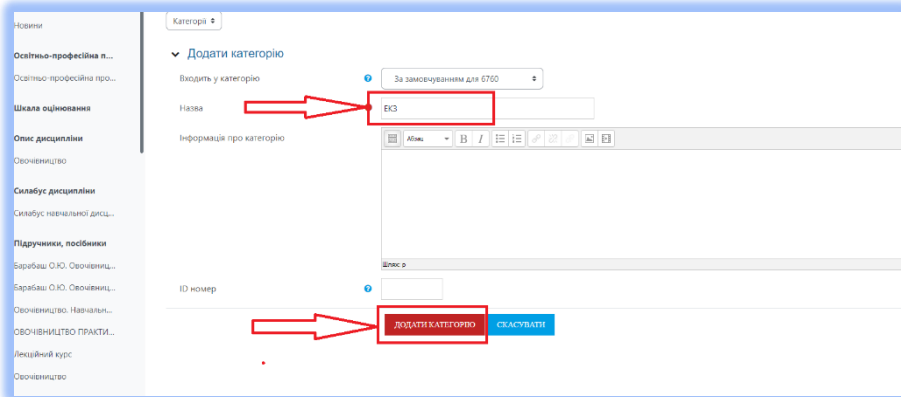 Новини
Освітньо-професійна п...
Освітньо-професійна про...
Шкала оцінювання
Опис дисципліни
Овочівництво
Силабус дисципліни
Силабус навчальної дисц...
Підручники, посібники
Барабаш О.Ю. Овочівниц...
Барабаш О.Ю. Овочівниц...
Овочівництво. Навчальн...
ОВОЧІВНИЦТВО ПРАКТИ...
Лекційний курс
Овочівництво
Категорії
Додати категорію
Входить у категорію
За замовчуванням для 6760
Назва
ЕКЗ
Інформація про категорію
Абзац
B I
Шлях: p
ID номер
ДОДАТИ КАТЕГОРІЮ
СКАСУВАТИ